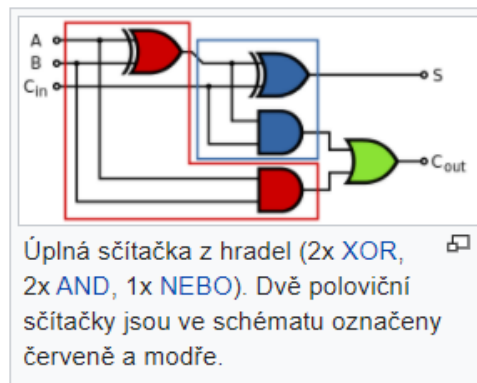 A
B
Cin
S
Cout
Úplná sčítačka z hradel (2x XOR,
2x AND, 1x NEBO). Dvě poloviční
sčítačky jsou ve schématu označeny
červeně a modře.